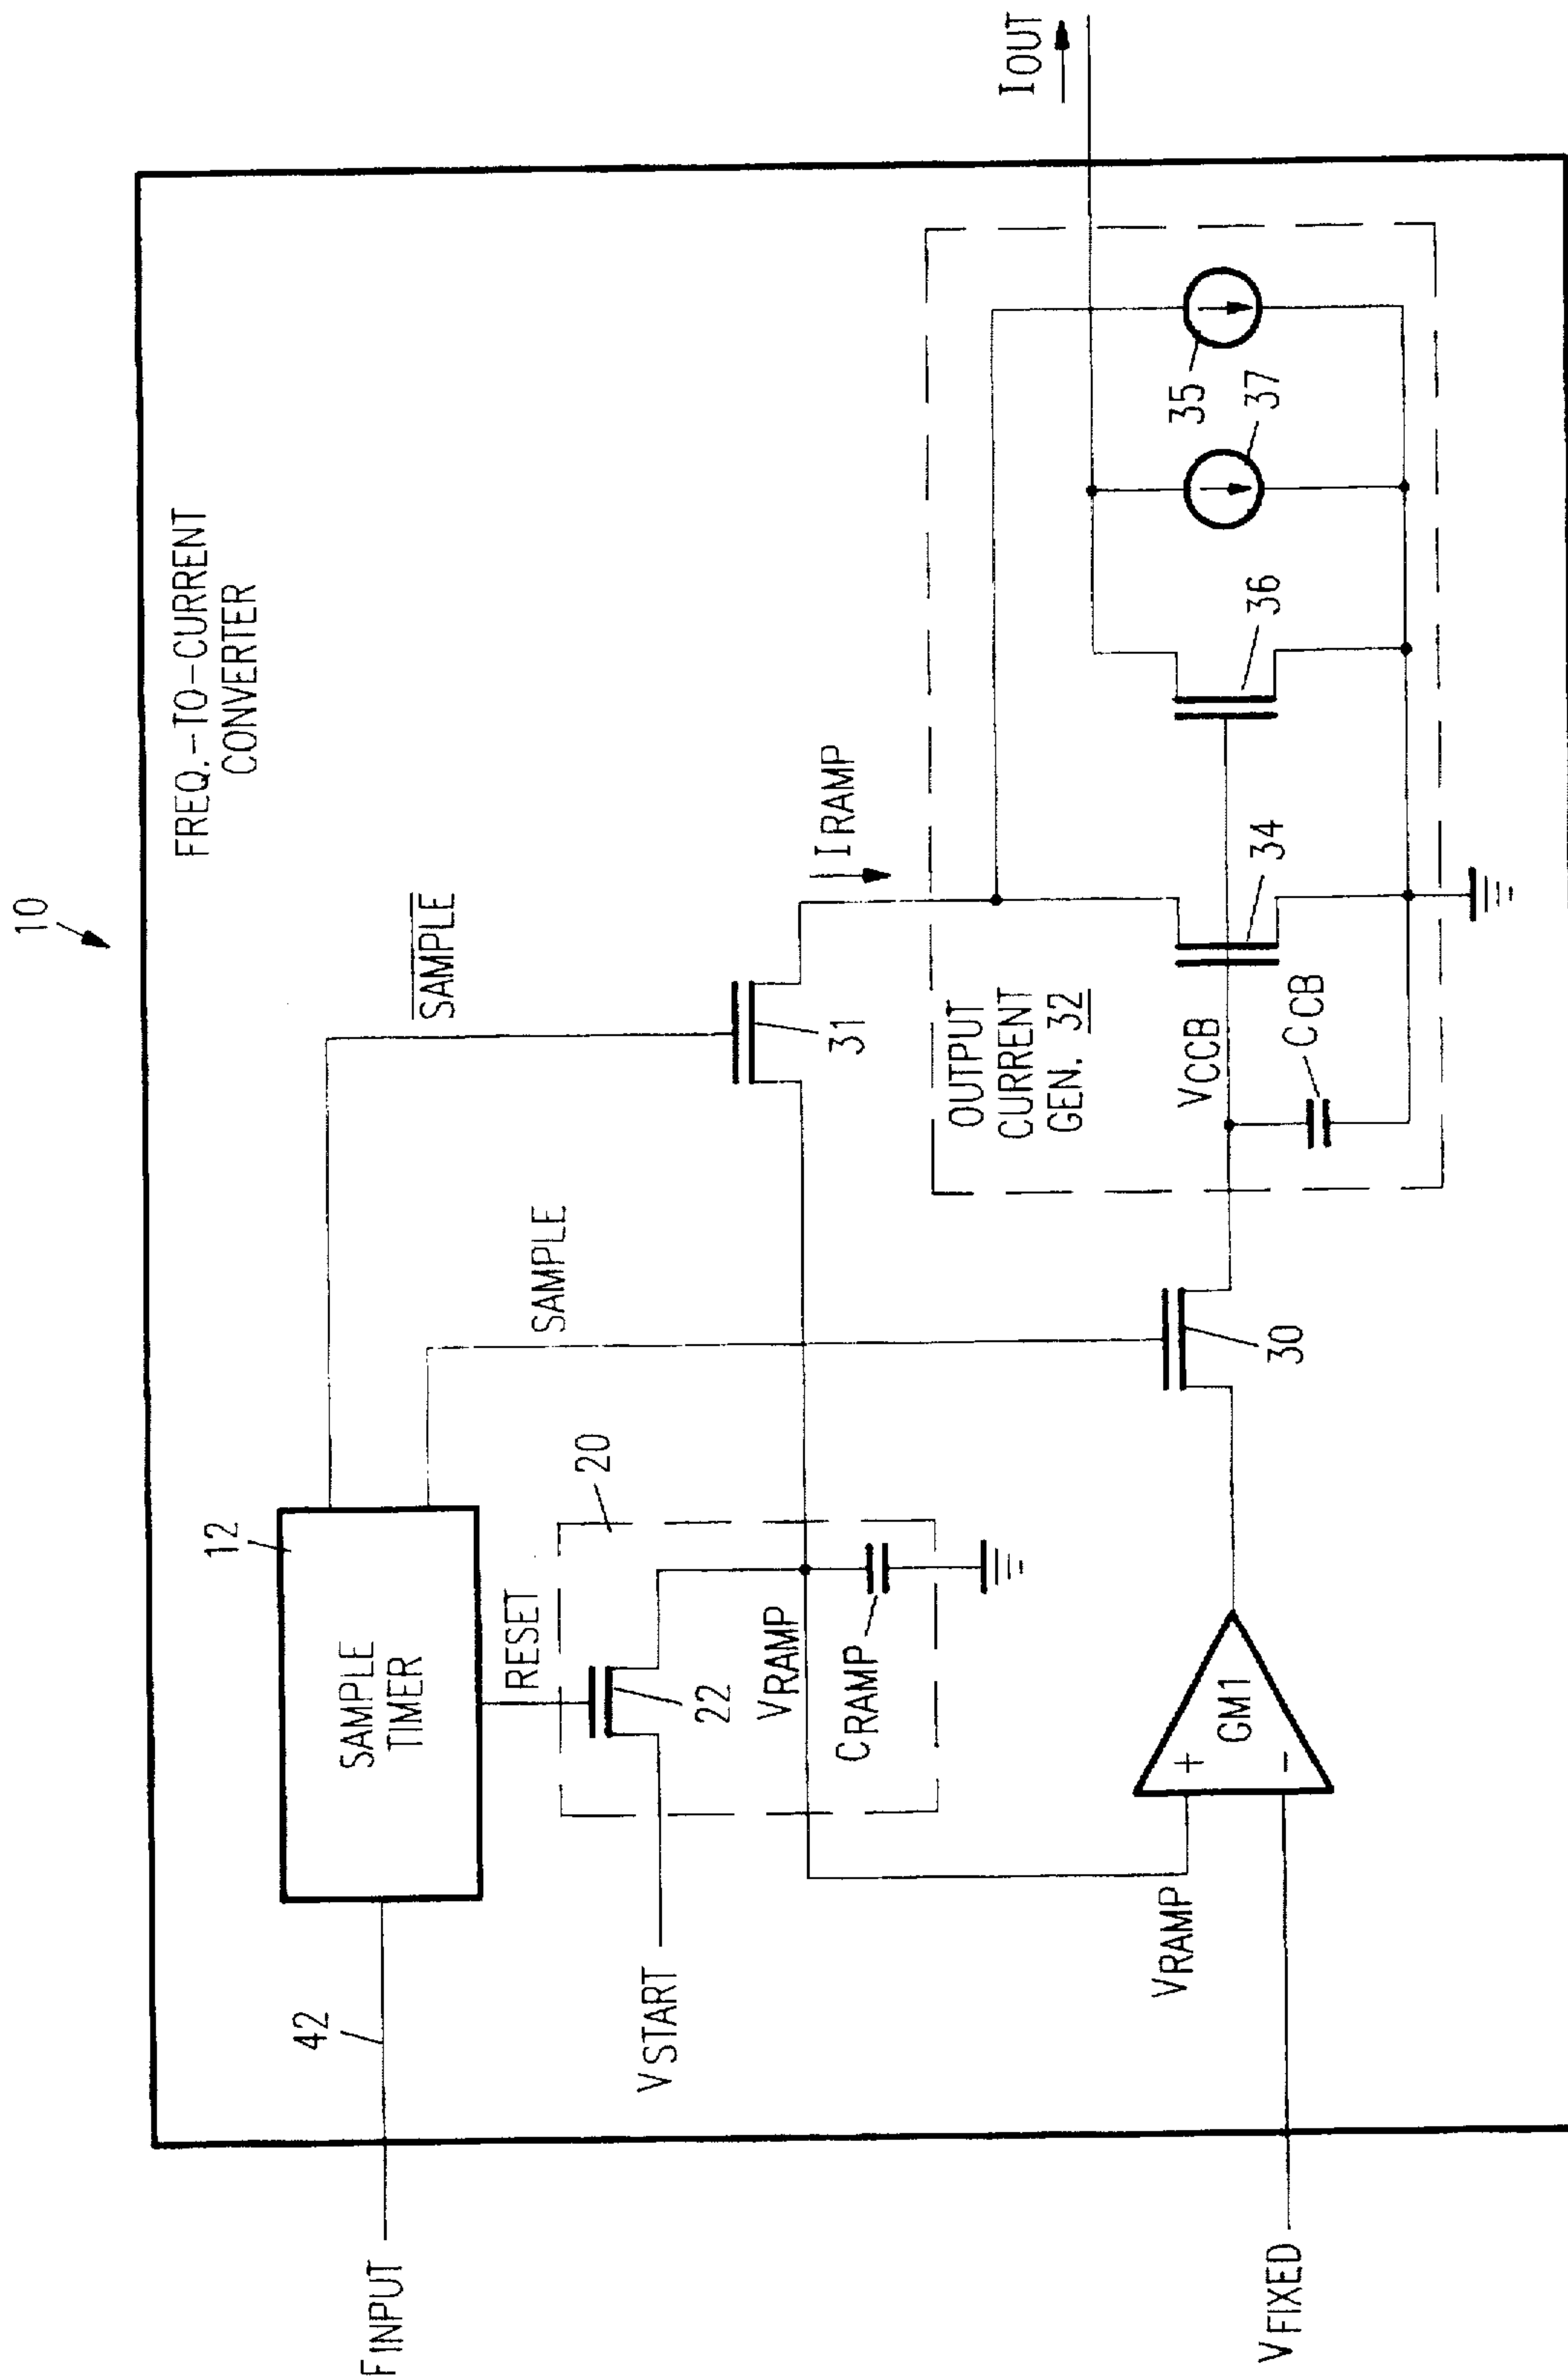 10
FREQ.-TO-CURRENT
CONVERTER
FINPUT
42
12
SAMPLE
TIMER
SAMPLE
SAMPLE
RESET
20
22
VSTART
VRAMP
CRAMP
31
IRAMP
IOUT
VRAMP
GM1
+
−
VFIXED
30
OUTPUT
CURRENT
GEN. 32
VCCB
CCB
34
36
35
37